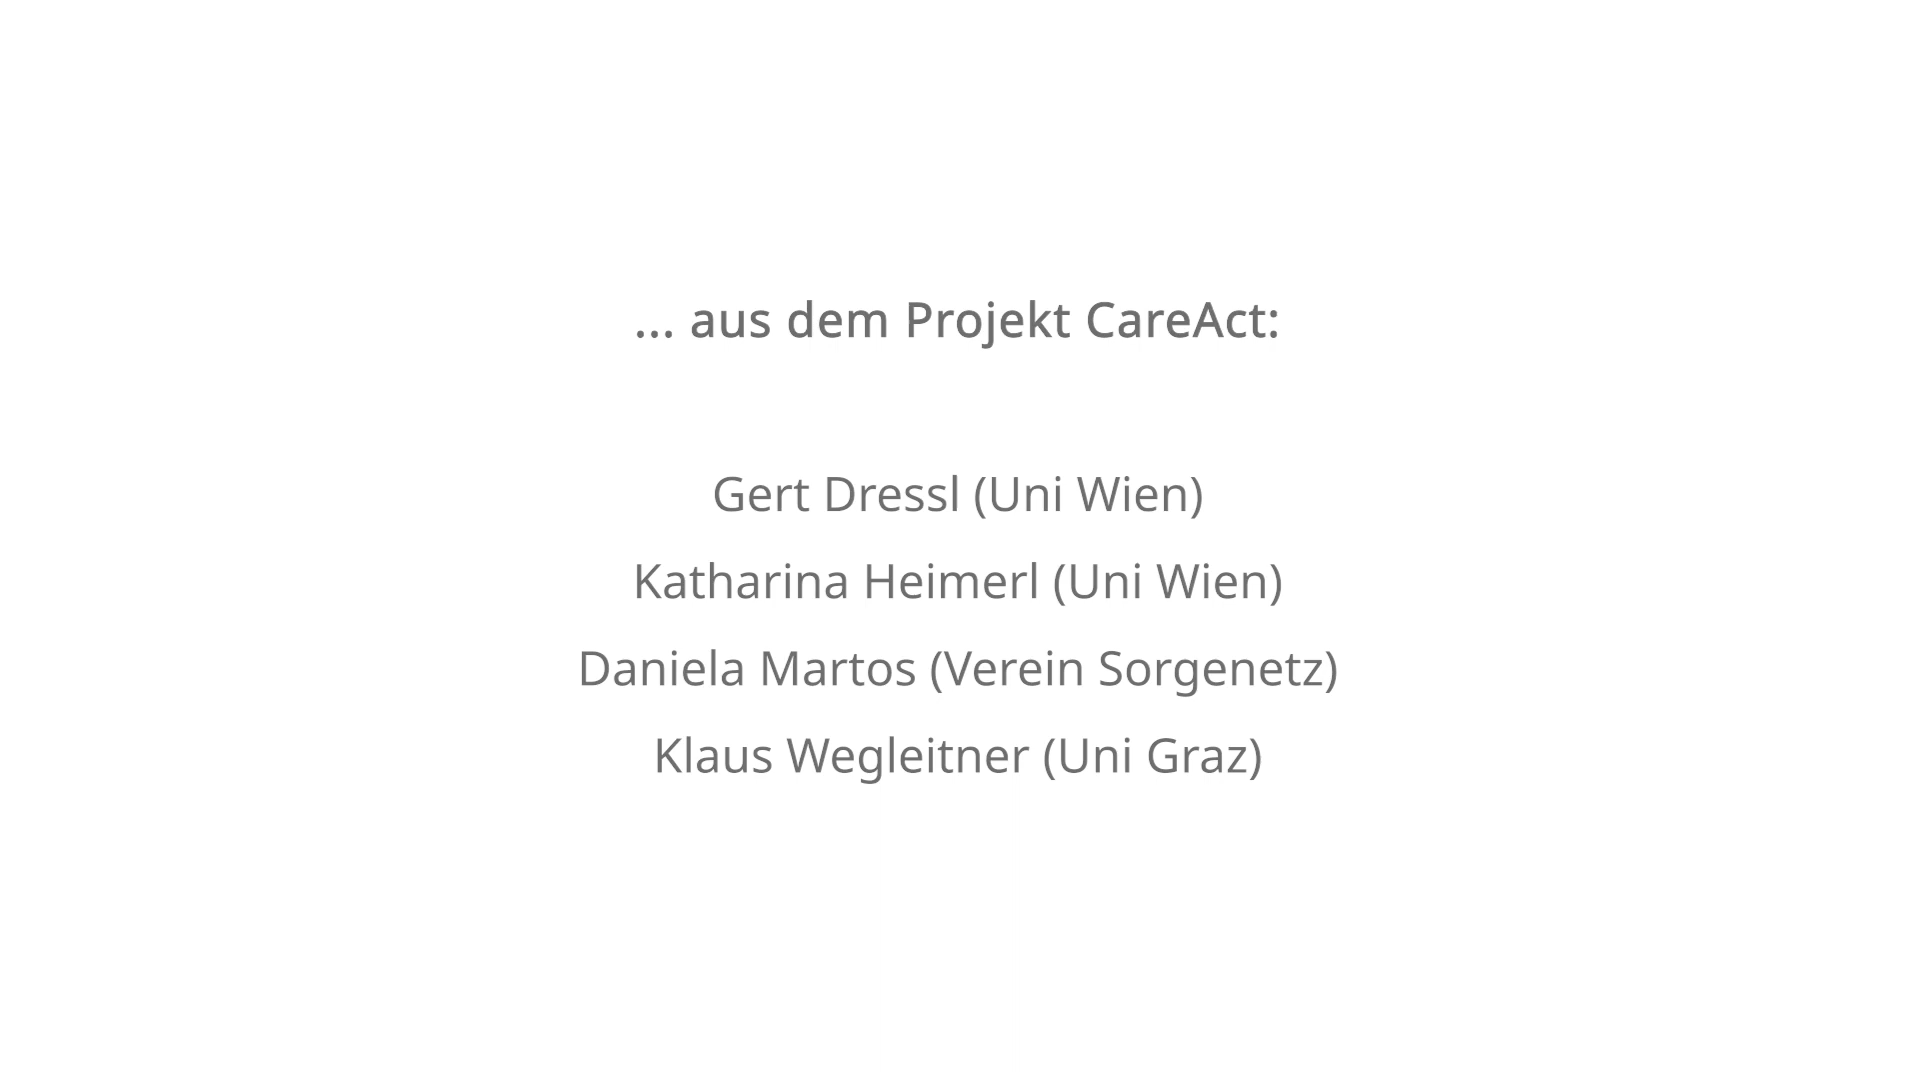 ... aus dem Projekt CareAct:
Gert Dressl (Uni Wien)
Katharina Heimerl (Uni Wien)
Daniela Martos (Verein Sorgenetz)
Klaus Wegleitner (Uni Graz)